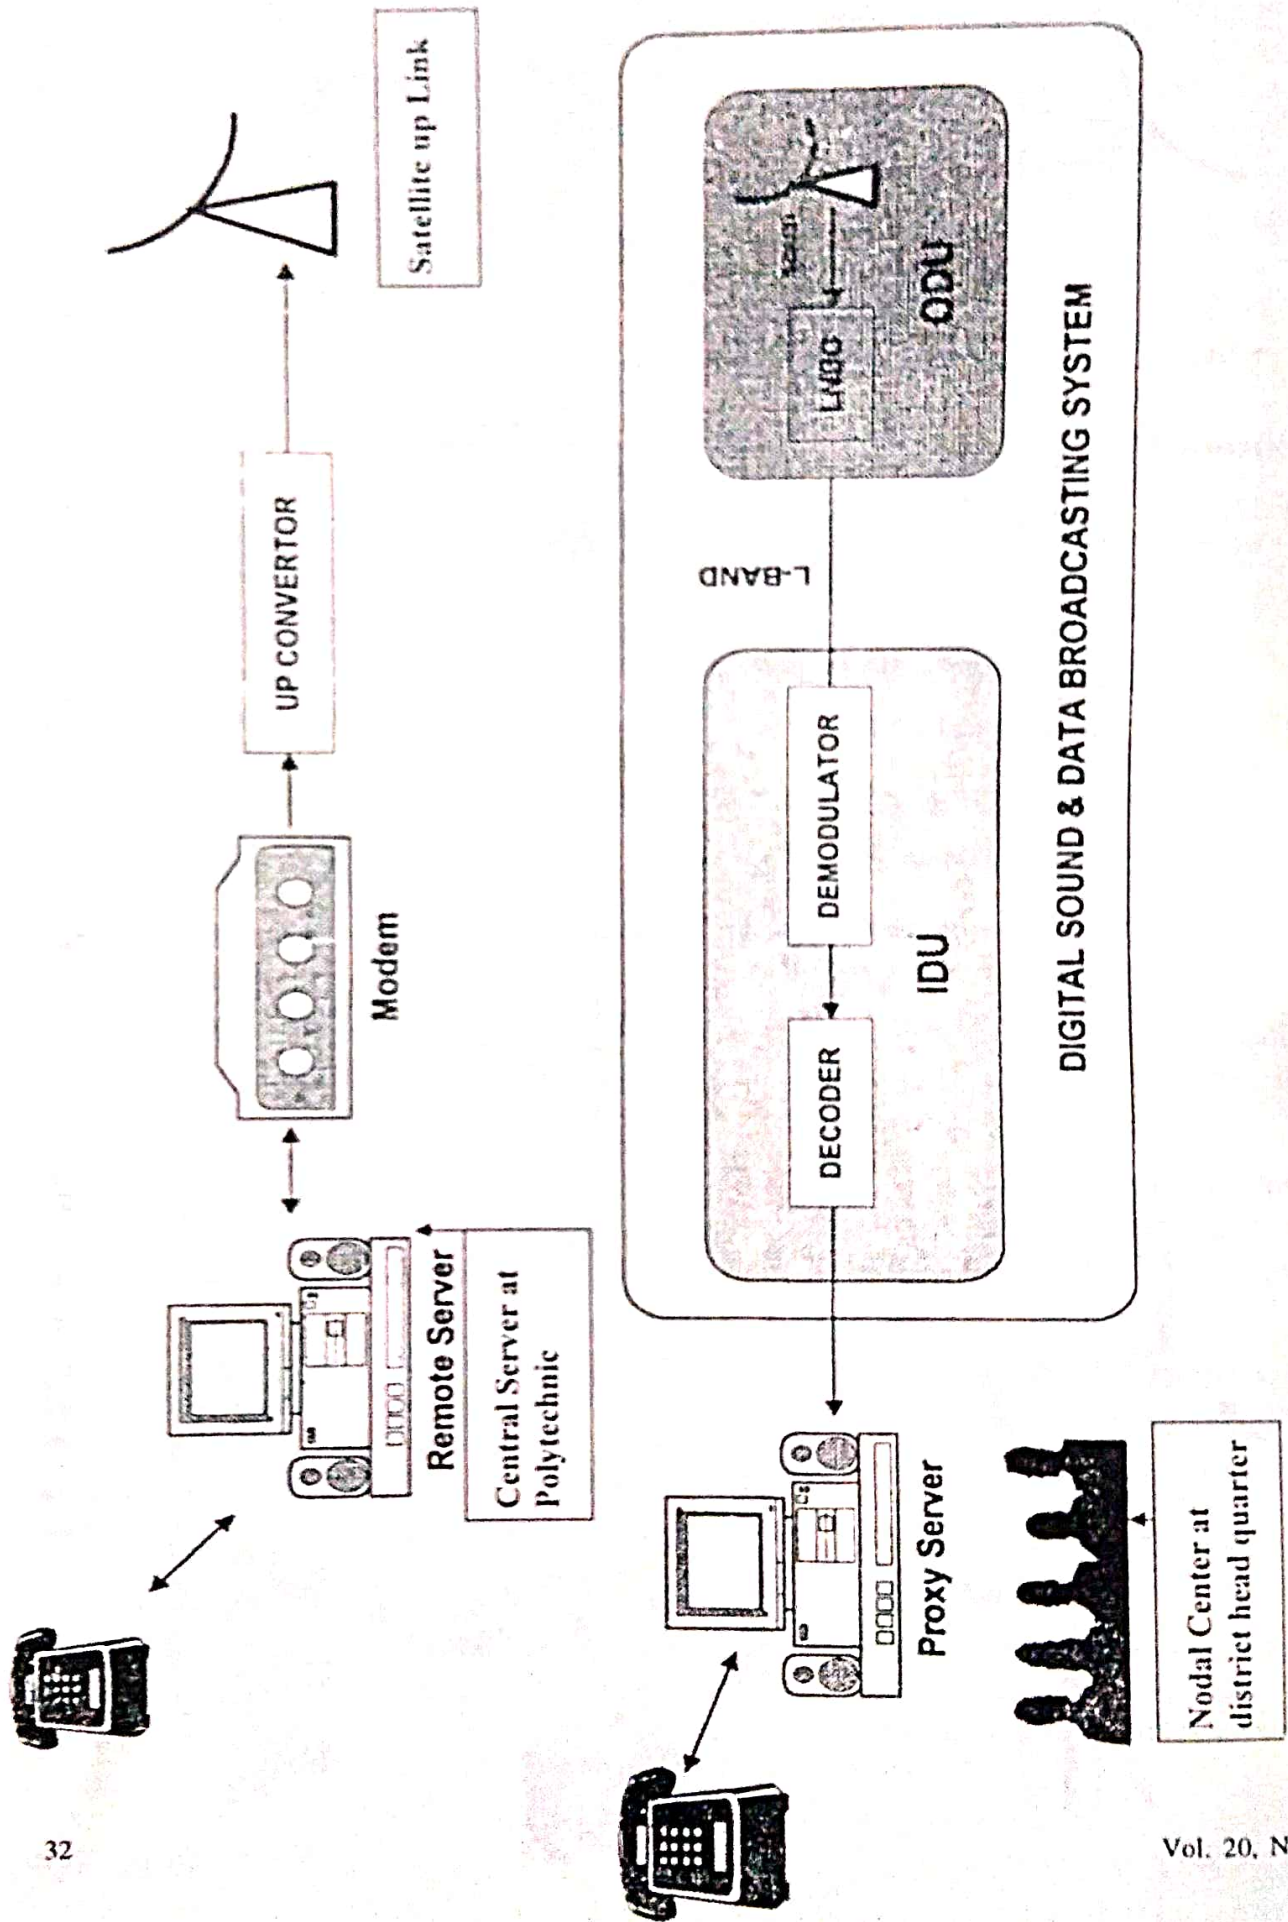 Satellite up Link
UP CONVERTOR
Modem
Remote Server
Central Server at
Polytechnic
ODU
L-BAND
DEMODULATOR
DECODER
IDU
DIGITAL SOUND & DATA BROADCASTING SYSTEM
Proxy Server
Nodal Center at
district head quarter
32
Vol. 20, N